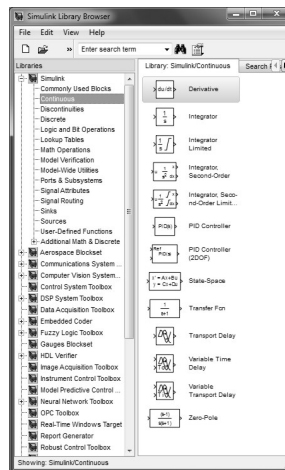 Simulink Library Browser
File Edit View Help
» Enter search term
Libraries
Library: Simulink/Continuous
Search
Simulink
Commonly Used Blocks
Continuous
Discontinuities
Discrete
Logic and Bit Operations
Lookup Tables
Math Operations
Model Verification
Model-Wide Utilities
Ports & Subsystems
Signal Attributes
Signal Routing
Sinks
Sources
User-Defined Functions
Additional Math & Discrete
Aerospace Blockset
Communications System ...
Computer Vision System...
Control System Toolbox
DSP System Toolbox
Data Acquisition Toolbox
Embedded Coder
Fuzzy Logic Toolbox
Gauges Blockset
HDL Verifier
Image Acquisition Toolbox
Instrument Control Toolbox
Model Predictive Control ...
Neural Network Toolbox
OPC Toolbox
Real-Time Windows Target
Report Generator
Robust Control Toolbox
du/dt Derivative
1/s Integrator
Integrator
Limited
Integrator,
Second-Order
Integrator, Seco-
nd-Order Limit...
PID(s) PID Controller
Ref PID(s) PID Controller
(2DOF)
x' = Ax+Bu
y = Cx+Du
State-Space
1
s+1
Transfer Fcn
Transport Delay
Variable Time
Delay
Variable
Transport Delay
(s-1)
s(s+1)
Zero-Pole
Showing: Simulink/Continuous